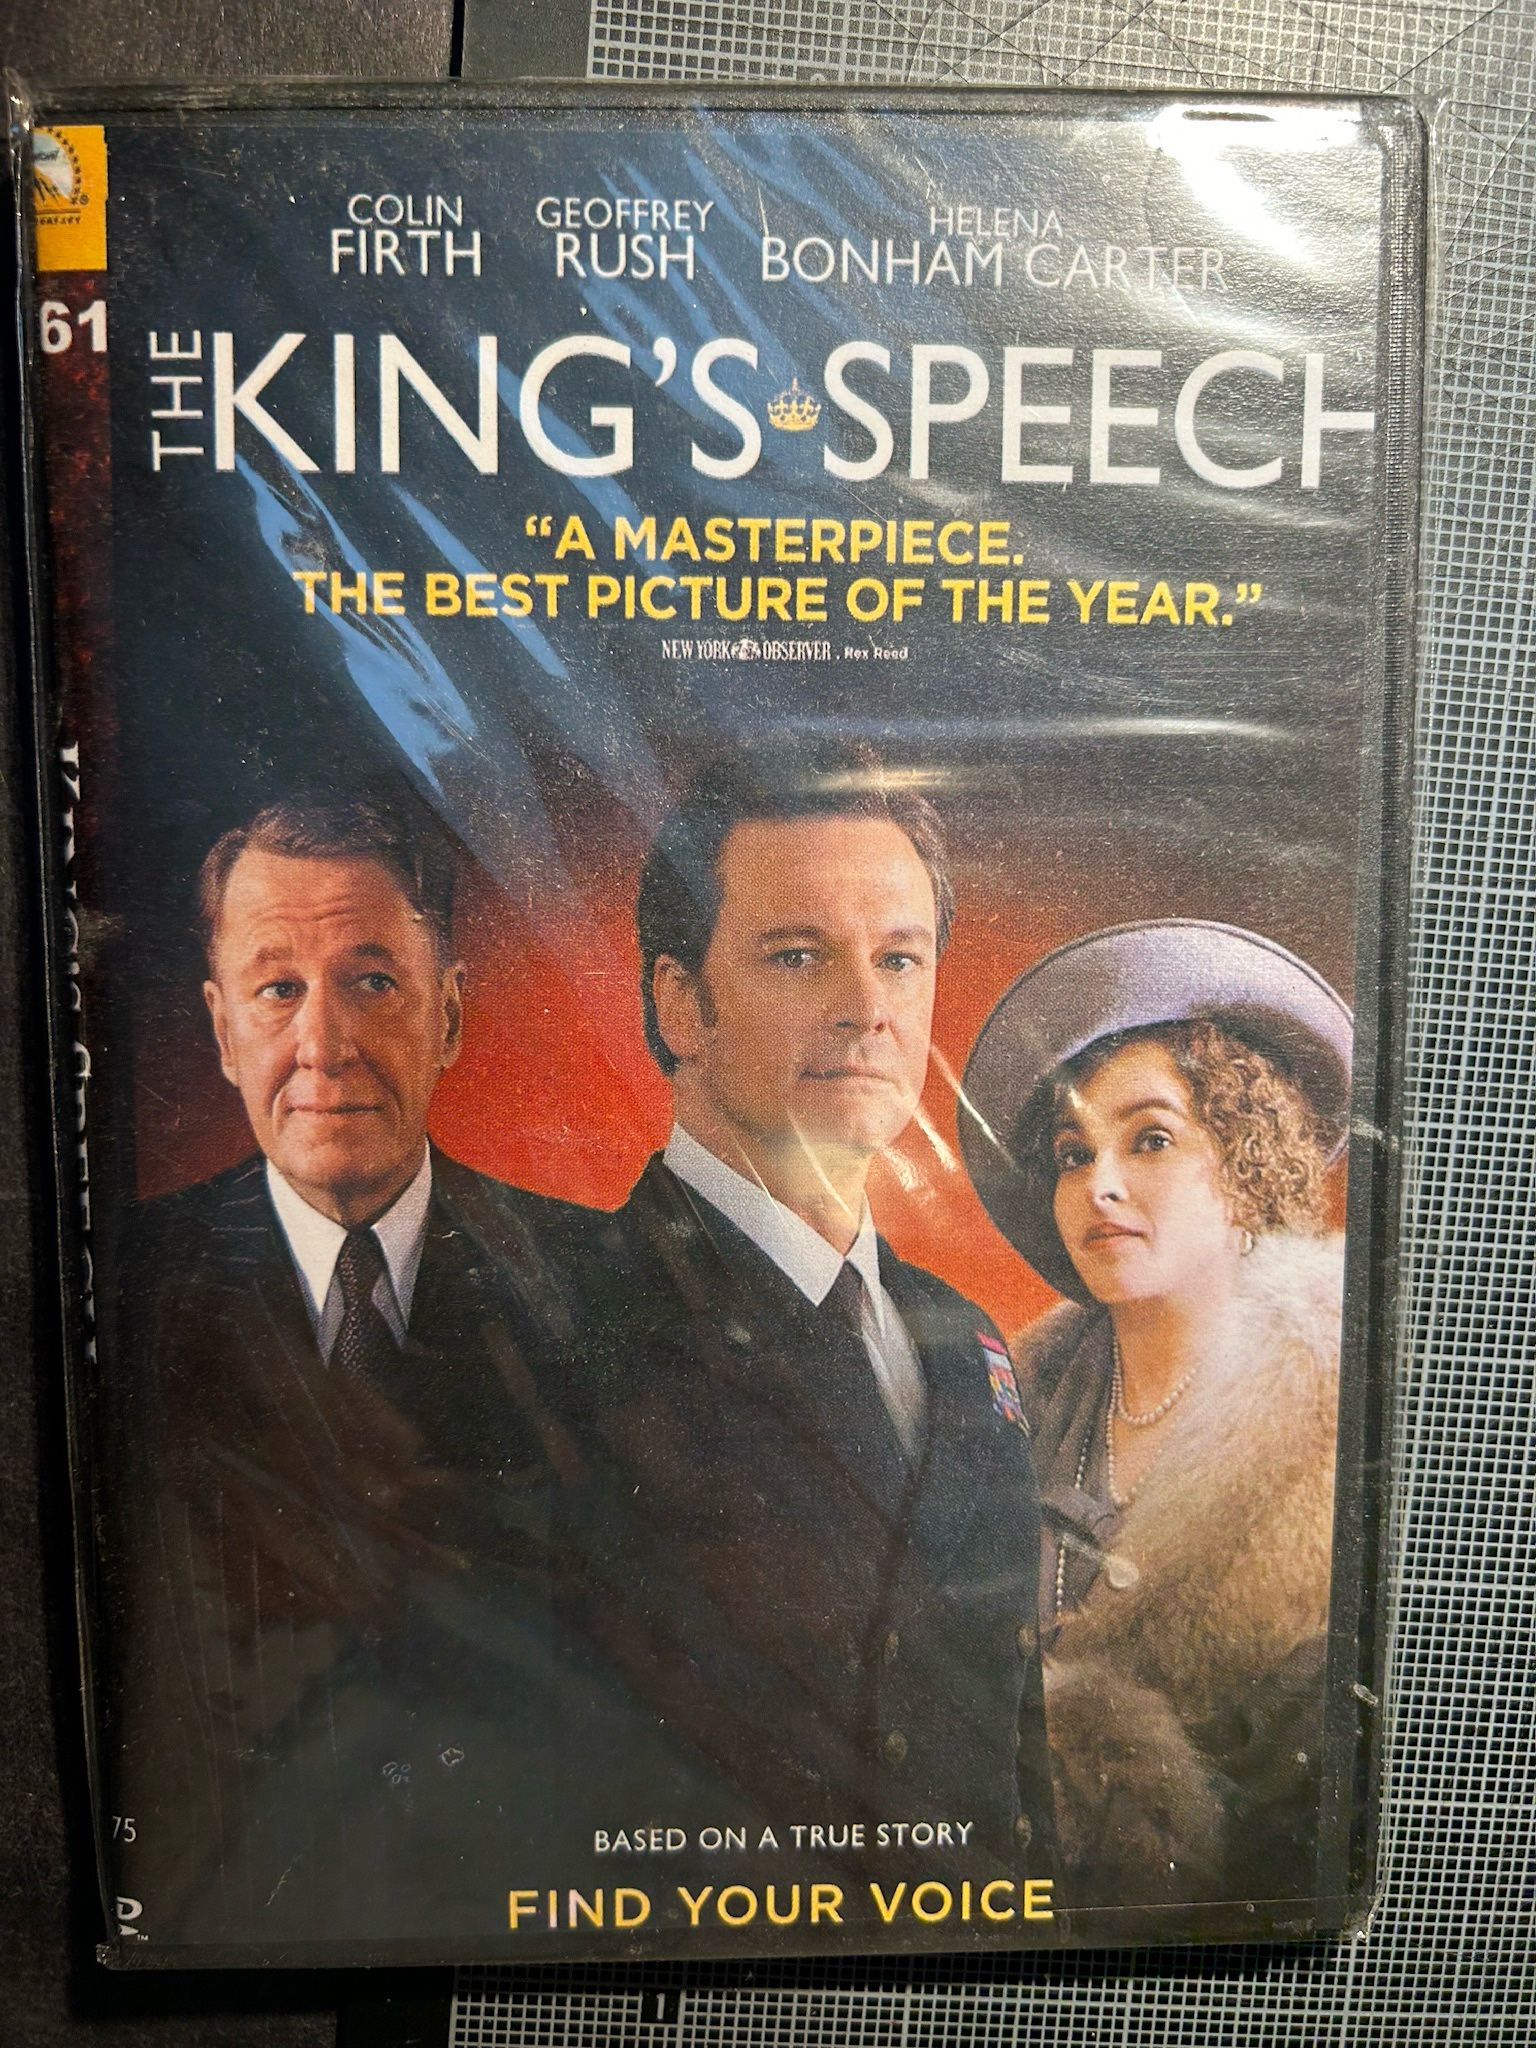 COLIN
FIRTH
GEOFFREY
RUSH
HELENA
BONHAM CARTER
THE
KING'S SPEECH
“A MASTERPIECE.
THE BEST PICTURE OF THE YEAR.”
NEW YORK OBSERVER . Rex Reed
61
75
BASED ON A TRUE STORY
FIND YOUR VOICE
1